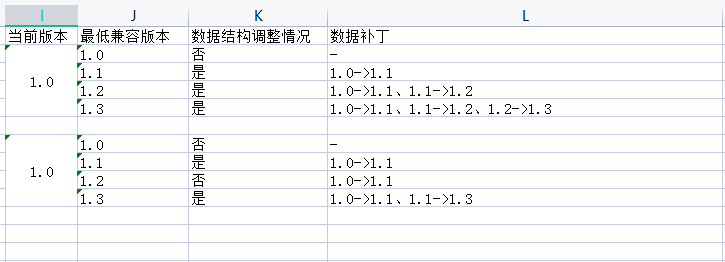 I J K L
当前版本 最低兼容版本 数据结构调整情况 数据补丁
1.0 否 -
1.1 是 1.0->1.1
1.0
1.2 是 1.0->1.1、1.1->1.2
1.3 是 1.0->1.1、1.1->1.2、1.2->1.3
1.0 否 -
1.1 是 1.0->1.1
1.0
1.2 否 1.0->1.1
1.3 是 1.0->1.1、1.1->1.3